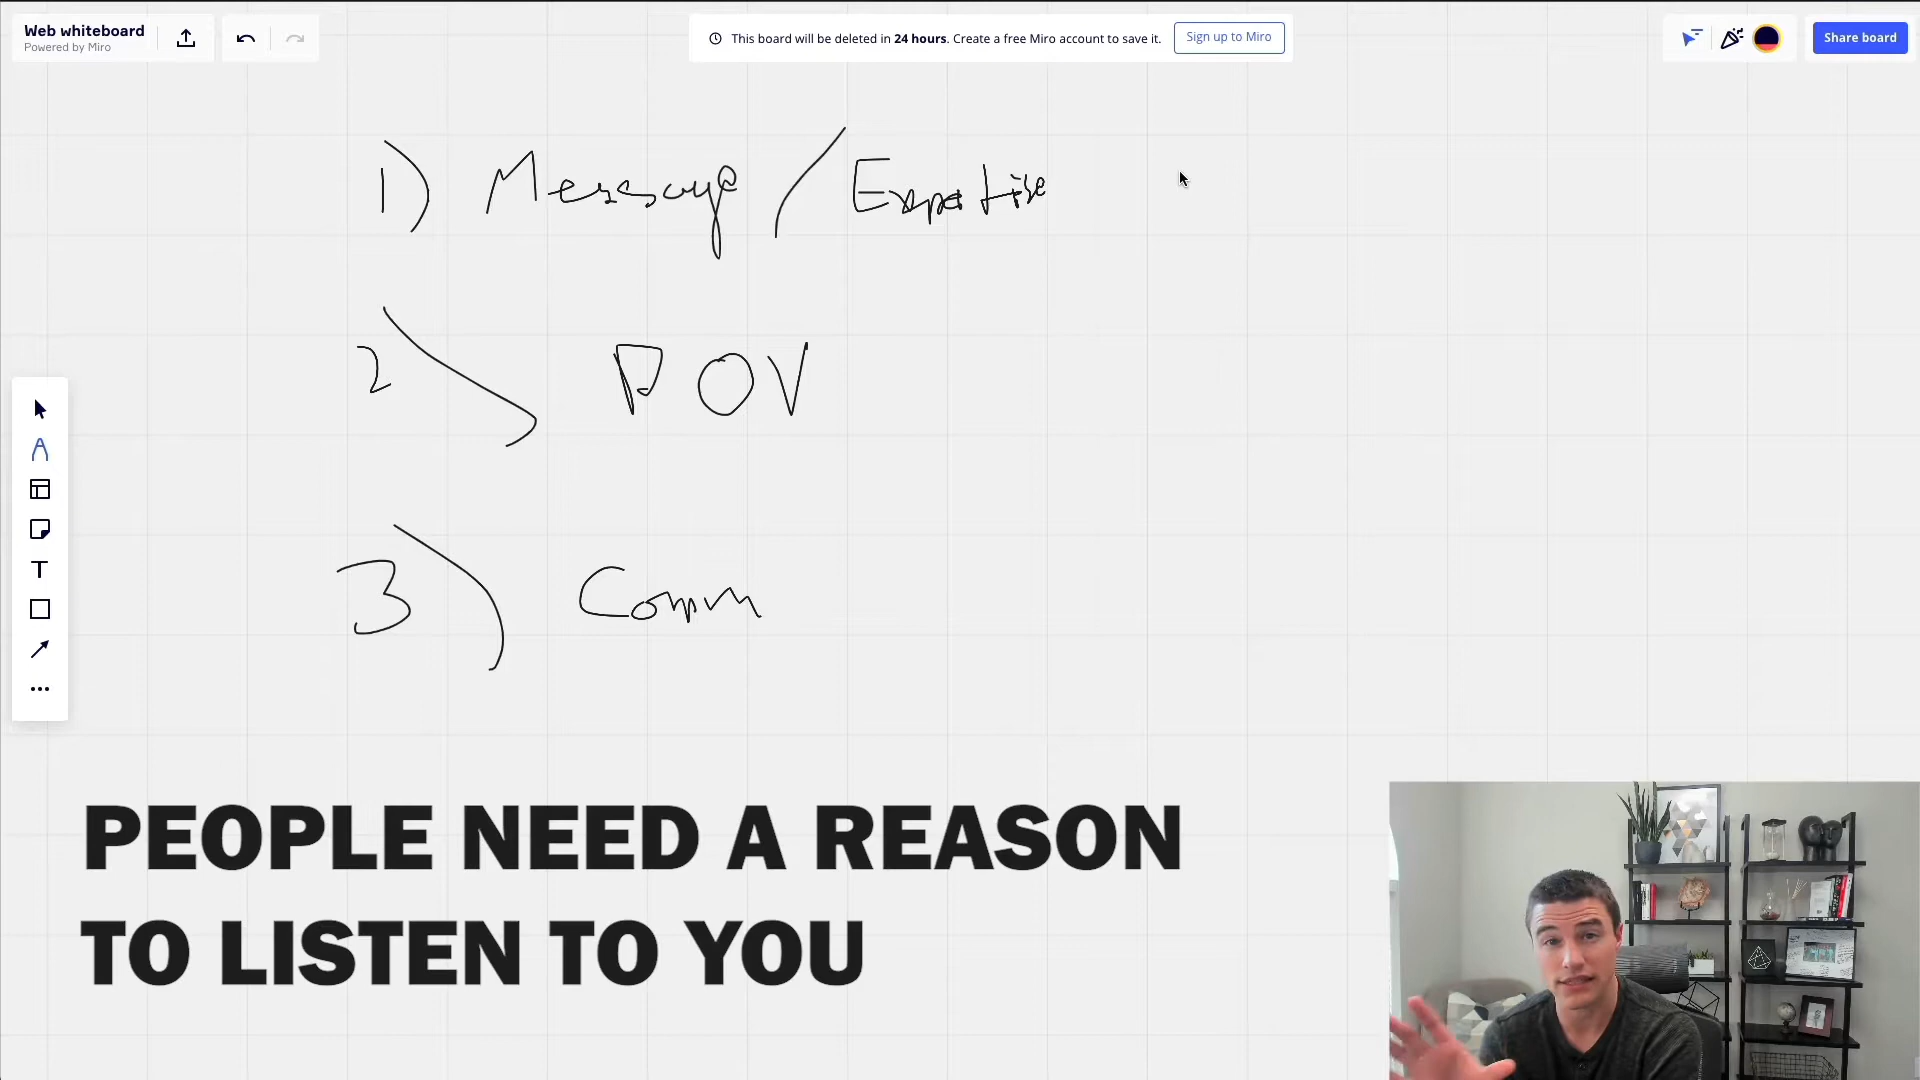 Web whiteboard
Powered by Miro
This board will be deleted in 24 hours. Create a free Miro account to save it.
Sign up to Miro
Share board
1) Message / Expertise
2) POV
3) Comm
T
PEOPLE NEED A REASON
TO LISTEN TO YOU